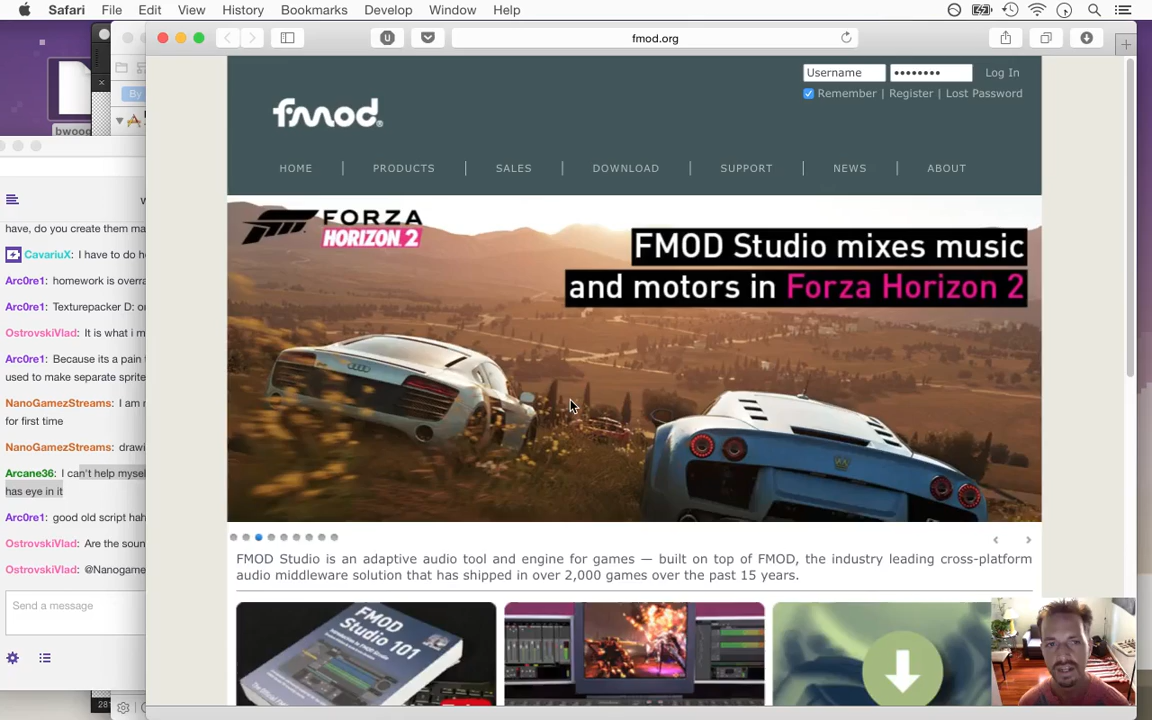 Safari File Edit View History Bookmarks Develop Window Help
fmod.org
bwoog
By
Username
Log In
Remember | Register | Lost Password
fmod
HOME | PRODUCTS | SALES | DOWNLOAD | SUPPORT | NEWS | ABOUT
FORZA
HORIZON 2
FMOD Studio mixes music
and motors in Forza Horizon 2
FMOD Studio is an adaptive audio tool and engine for games — built on top of FMOD, the industry leading cross-platform
audio middleware solution that has shipped in over 2,000 games over the past 15 years.
FMOD
Studio 101
have, do you create them ma
CavariuX: I have to do h
Arc0re1: homework is overra
Arc0re1: Texturepacker D: o
OstrovskiVlad: It is what i m
Arc0re1: Because its a pain
used to make separate sprite
NanoGamezStreams: I am
for first time
NanoGamezStreams: drawi
Arcane36: I can't help mysel
has eye in it
Arc0re1: good old script hah
OstrovskiVlad: Are the soun
OstrovskiVlad: @Nanogame
Send a message